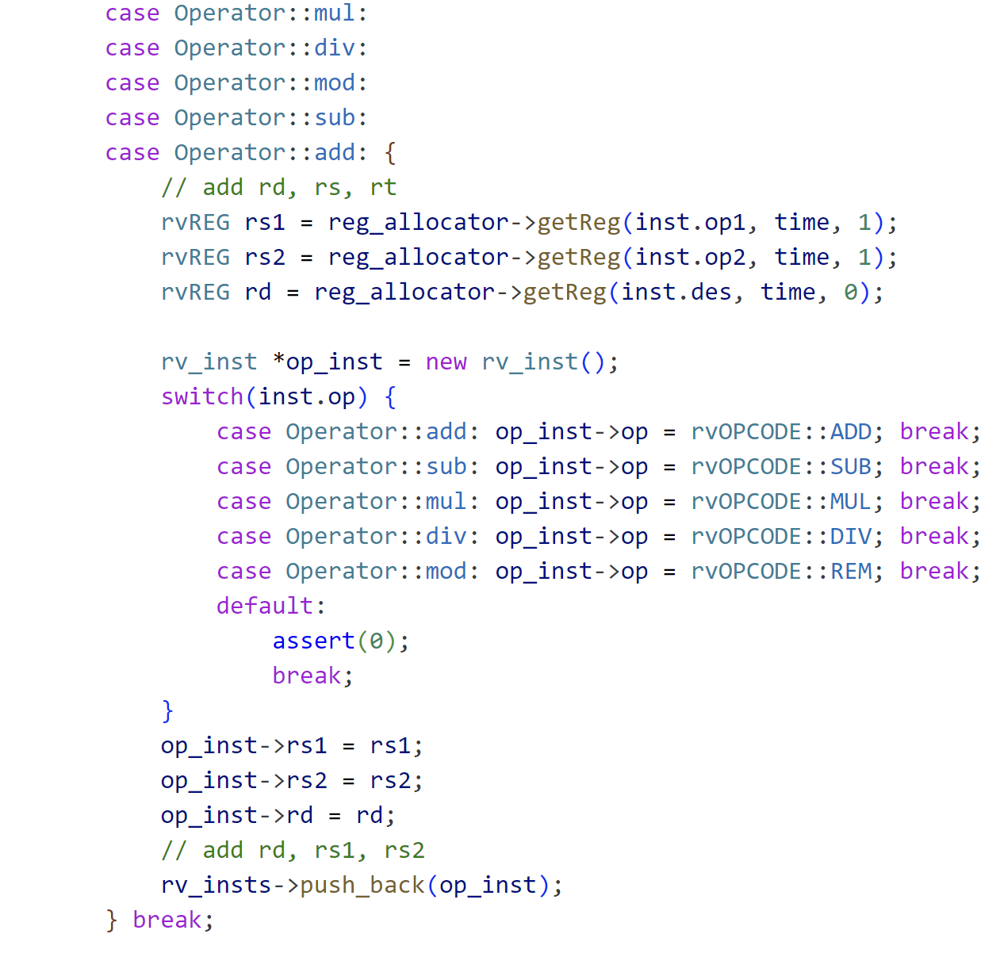 case Operator::mul:
case Operator::div:
case Operator::mod:
case Operator::sub:
case Operator::add: {
    // add rd, rs, rt
    rvREG rs1 = reg_allocator->getReg(inst.op1, time, 1);
    rvREG rs2 = reg_allocator->getReg(inst.op2, time, 1);
    rvREG rd = reg_allocator->getReg(inst.des, time, 0);

    rv_inst *op_inst = new rv_inst();
    switch(inst.op) {
        case Operator::add: op_inst->op = rvOPCODE::ADD; break;
        case Operator::sub: op_inst->op = rvOPCODE::SUB; break;
        case Operator::mul: op_inst->op = rvOPCODE::MUL; break;
        case Operator::div: op_inst->op = rvOPCODE::DIV; break;
        case Operator::mod: op_inst->op = rvOPCODE::REM; break;
        default:
            assert(0);
            break;
    }
    op_inst->rs1 = rs1;
    op_inst->rs2 = rs2;
    op_inst->rd = rd;
    // add rd, rs1, rs2
    rv_insts->push_back(op_inst);
} break;